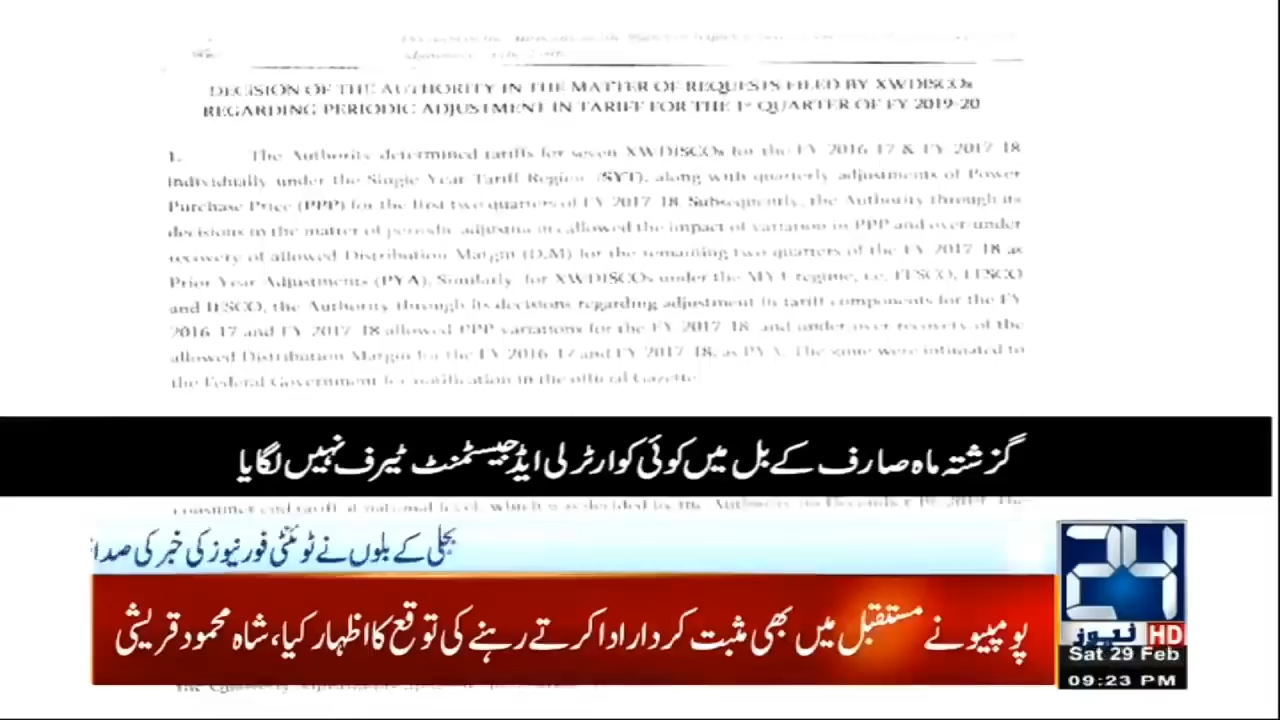 DECISION OF THE AUTHORITY IN THE MATTER OF REQUESTS FILED BY XWDISCOs
REGARDING PERIODIC ADJUSTMENT IN TARIFF FOR THE 1st QUARTER OF FY 2019-20
1. The Authority determined tariffs for seven XWDISCOs for the FY 2016-17 & FY 2017-18
individually under the Single Year Tariff Region (SYT), along with quarterly adjustments of Power
Purchase Price (PPP) for the first two quarters of FY 2017-18. Subsequently, the Authority through its
decisions in the matter of periodic adjustment allowed the impact of variation in PPP and over/under
recovery of allowed Distribution Margin (D.M) for the remaining two quarters of the FY 2017-18 as
Prior Year Adjustments (PYA). Similarly for XWDISCOs under the MYT regime, i.e.
and IESCO, the Authority through its decisions regarding adjustment in tariff components for the FY
2016-17 and FY 2017-18 allowed PPP variations for the FY 2017-18, and under/over recovery of the
allowed Distribution Margin for the FY 2016-17 and FY 2017-18, as PYA. The same were intimated to
the Federal Government for notification in the official Gazette.
گزشتہ ماہ صارف کے بل میں کوئی کوارٹرلی ایڈجیسٹمنٹ ٹیرف نہیں لگایا
بجلی کے بلوں نے ٹوئنٹی فور نیوز کی خبر کی صدا
پومپیو نے مستقبل میں بھی مثبت کردار ادا کرتے رہنے کی توقع کا اظہار کیا، شاہ محمود قریشی
24
نیوز HD
Sat 29 Feb
09:23 PM